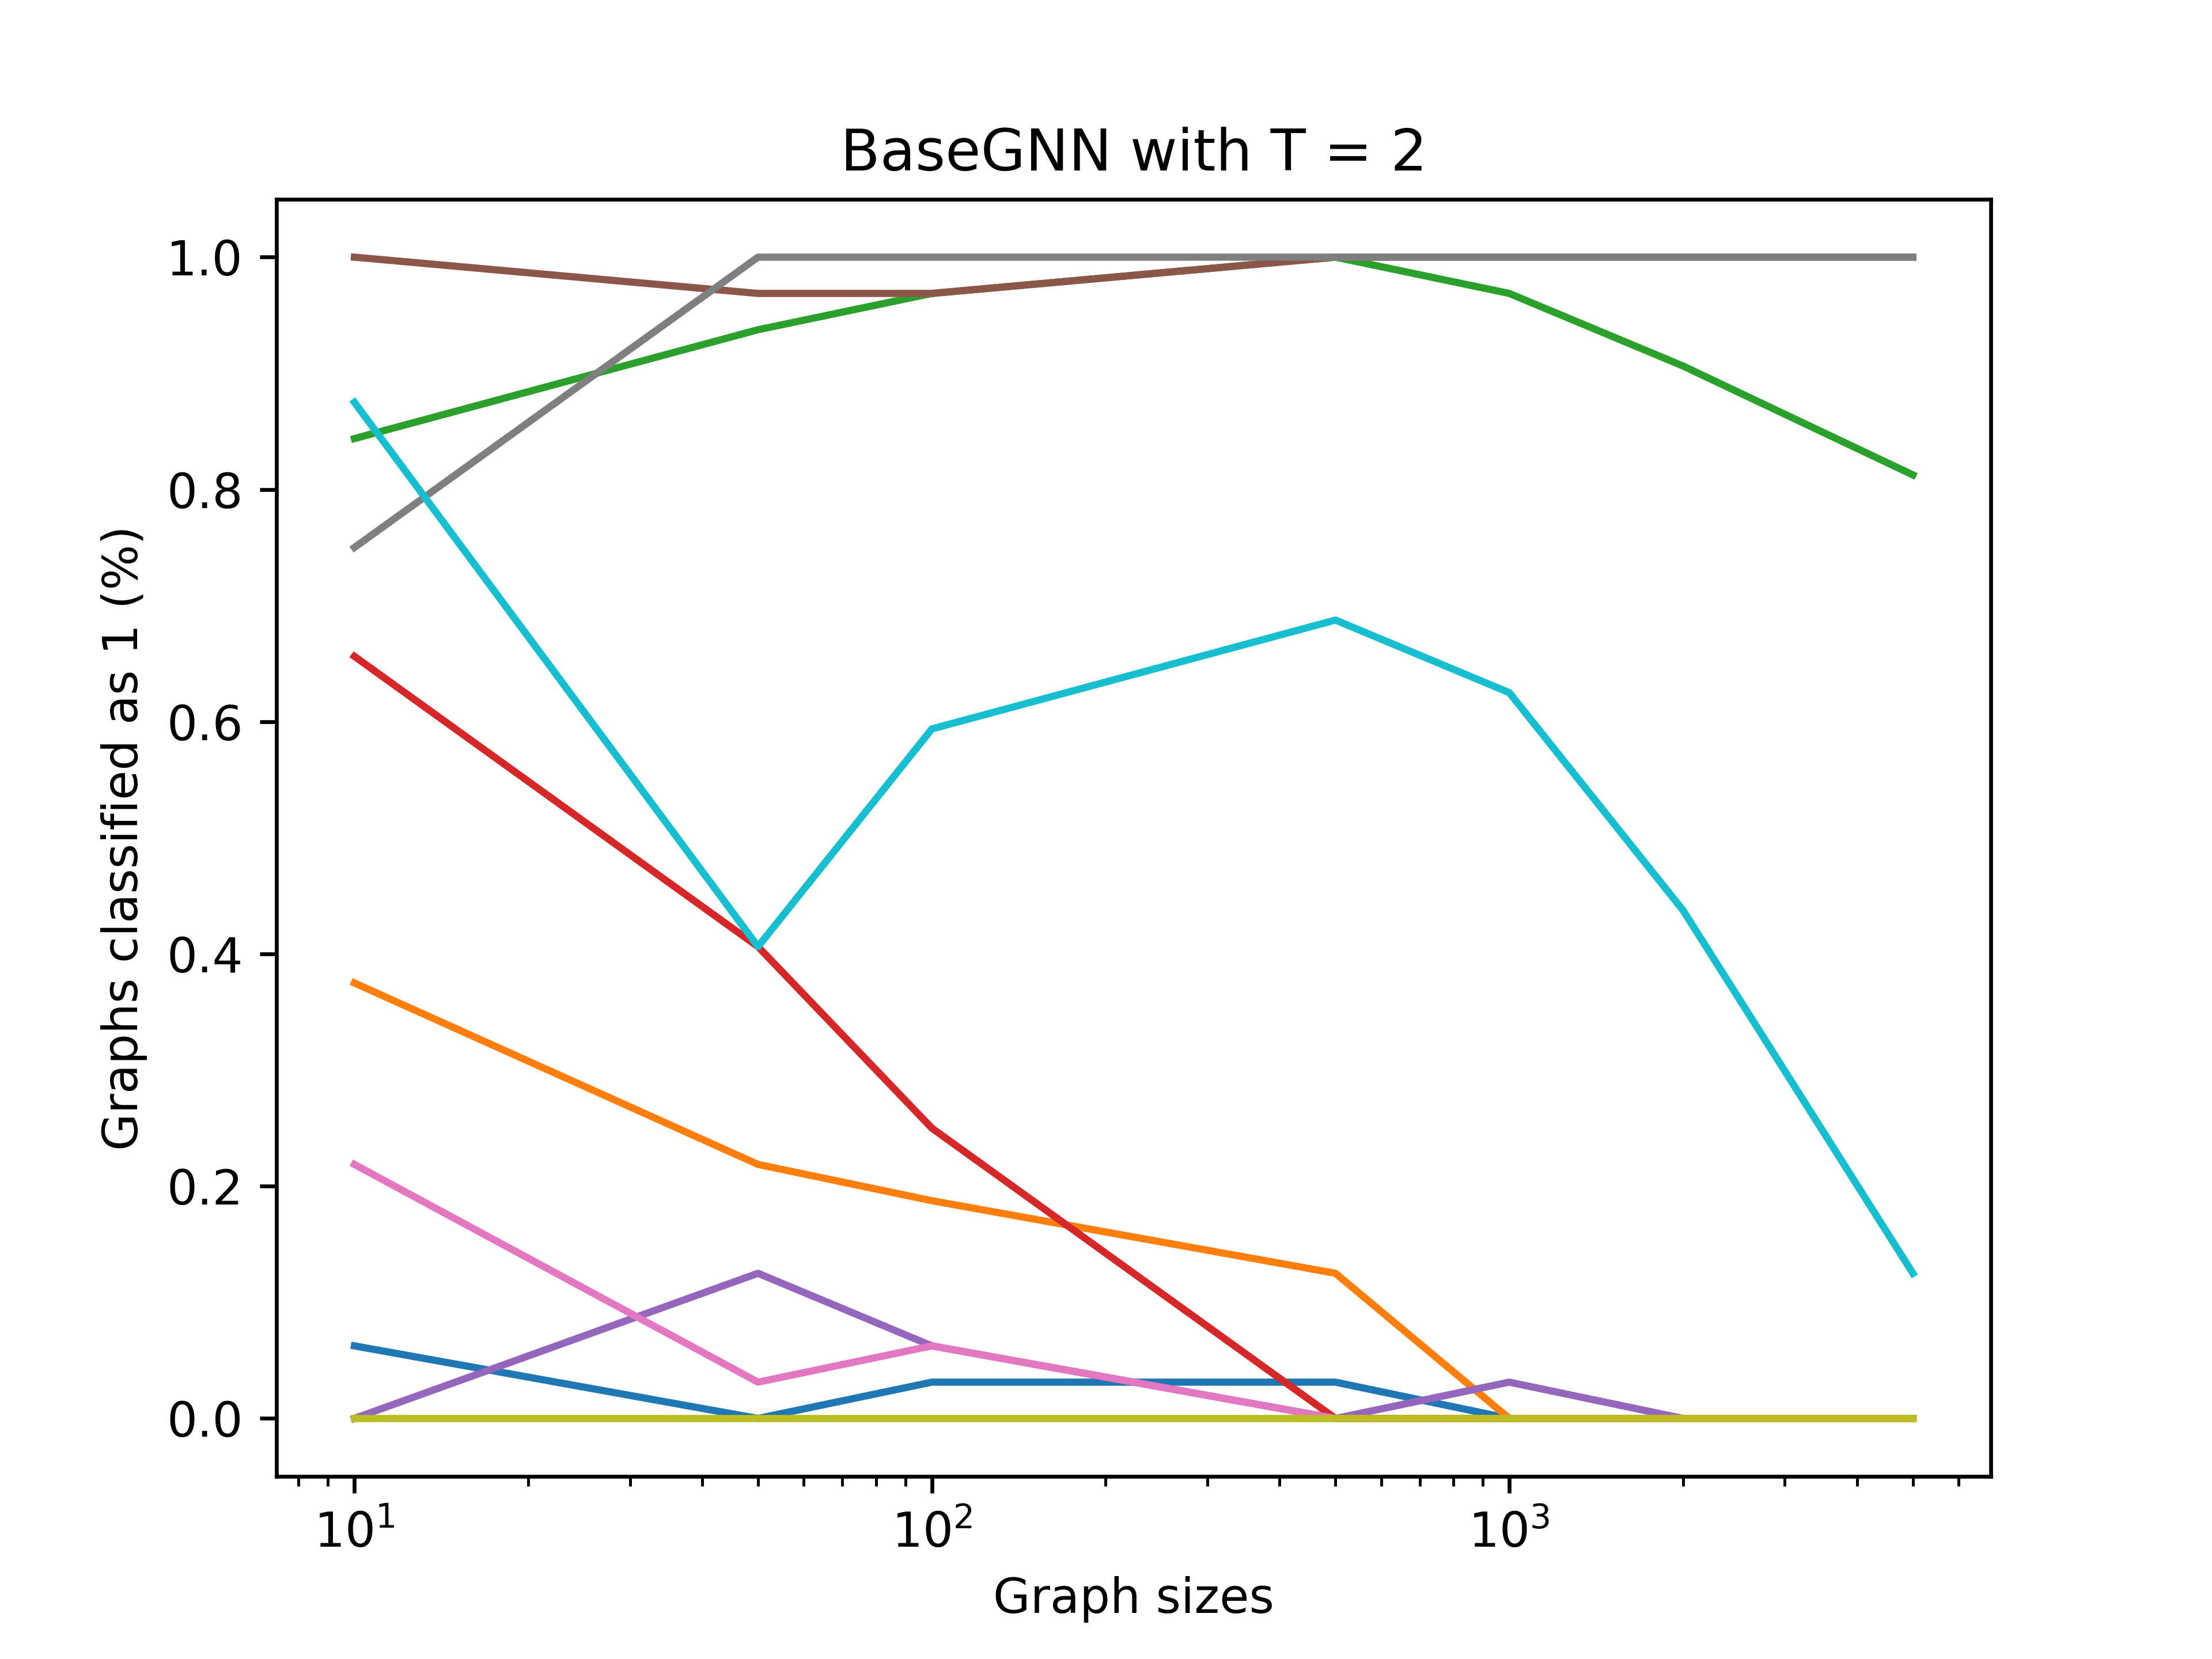 BaseGNN with T = 2
Graphs classified as 1 (%)
1.0
0.8
0.6
0.4
0.2
0.0
10¹ 10² 10³
Graph sizes